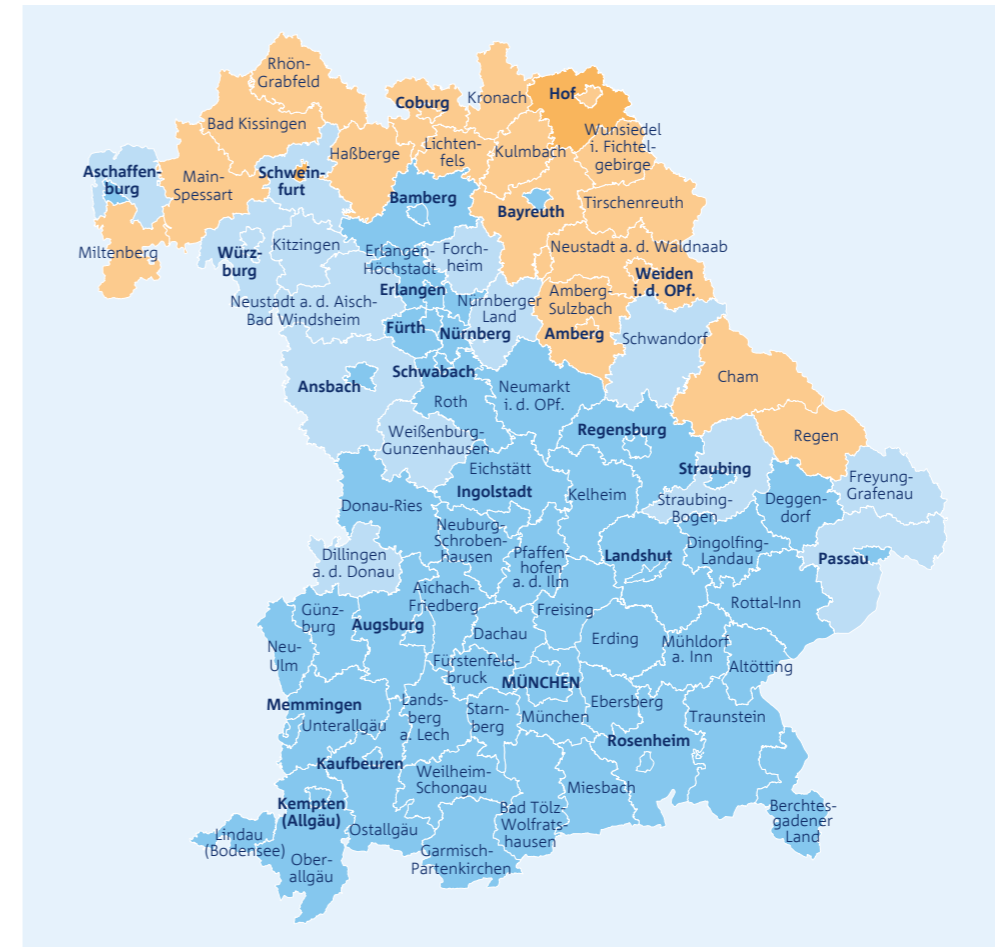 Rhön-
Grabfeld
Coburg
Kronach
Hof
Bad Kissingen
Wunsiedel
i. Fichtel-
gebirge
Haßberge
Lichten-
fels
Kulmbach
Aschaffen-
burg
Main-
Spessart
Schwein-
furt
Bamberg
Bayreuth
Tirschenreuth
Miltenberg
Würz-
burg
Kitzingen
Erlangen-
Höchstadt
Forch-
heim
Neustadt a. d. Waldnaab
Weiden
i. d. OPf.
Neustadt a. d. Aisch-
Bad Windsheim
Erlangen
Nürnberger
Land
Amberg-
Sulzbach
Fürth
Nürnberg
Amberg
Schwandorf
Ansbach
Schwabach
Roth
Neumarkt
i. d. OPf.
Cham
Weißenburg-
Gunzenhausen
Regensburg
Regen
Eichstätt
Straubing
Freyung-
Grafenau
Donau-Ries
Ingolstadt
Kelheim
Straubing-
Bogen
Deggen-
dorf
Neuburg-
Schroben-
hausen
Pfaffen-
hofen
a. d. Ilm
Landshut
Dingolfing-
Landau
Passau
Dillingen
a. d. Donau
Aichach-
Friedberg
Freising
Rottal-Inn
Günz-
burg
Augsburg
Dachau
Erding
Mühldorf
a. Inn
Altötting
Neu-
Ulm
Fürstenfeld-
bruck
MÜNCHEN
Memmingen
Unterallgäu
Lands-
berg
a. Lech
Starn-
berg
München
Ebersberg
Traunstein
Rosenheim
Kaufbeuren
Weilheim-
Schongau
Miesbach
Kempten
(Allgäu)
Ostallgäu
Bad Tölz-
Wolfrats-
hausen
Berchtes-
gadener
Land
Lindau
(Bodensee)
Ober-
allgäu
Garmisch-
Partenkirchen